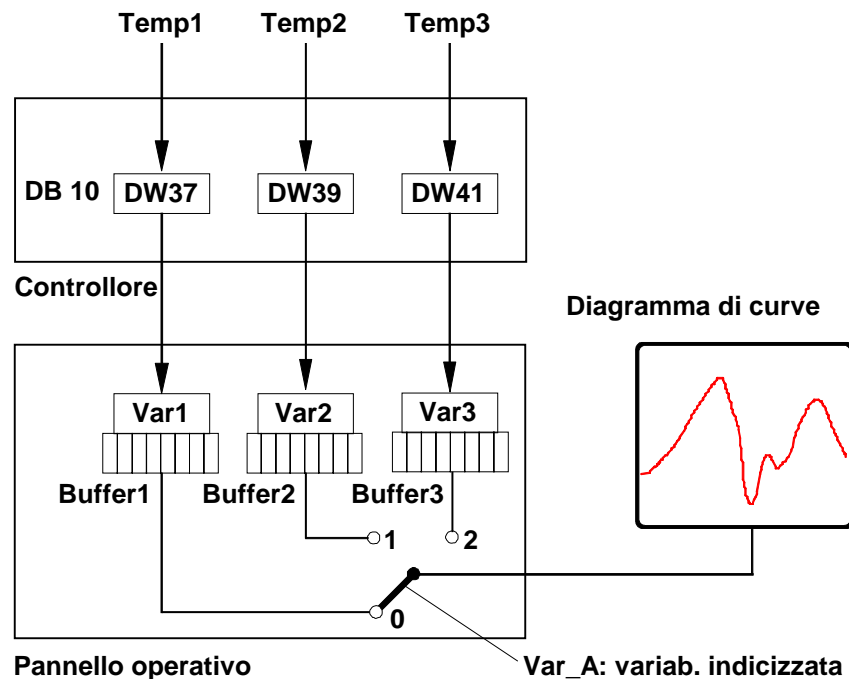 Temp1 Temp2 Temp3
DB 10 DW37 DW39 DW41
Controllore
Diagramma di curve
Var1 Var2 Var3
Buffer1 Buffer2 Buffer3
1 2
0
Pannello operativo
Var_A: variab. indicizzata